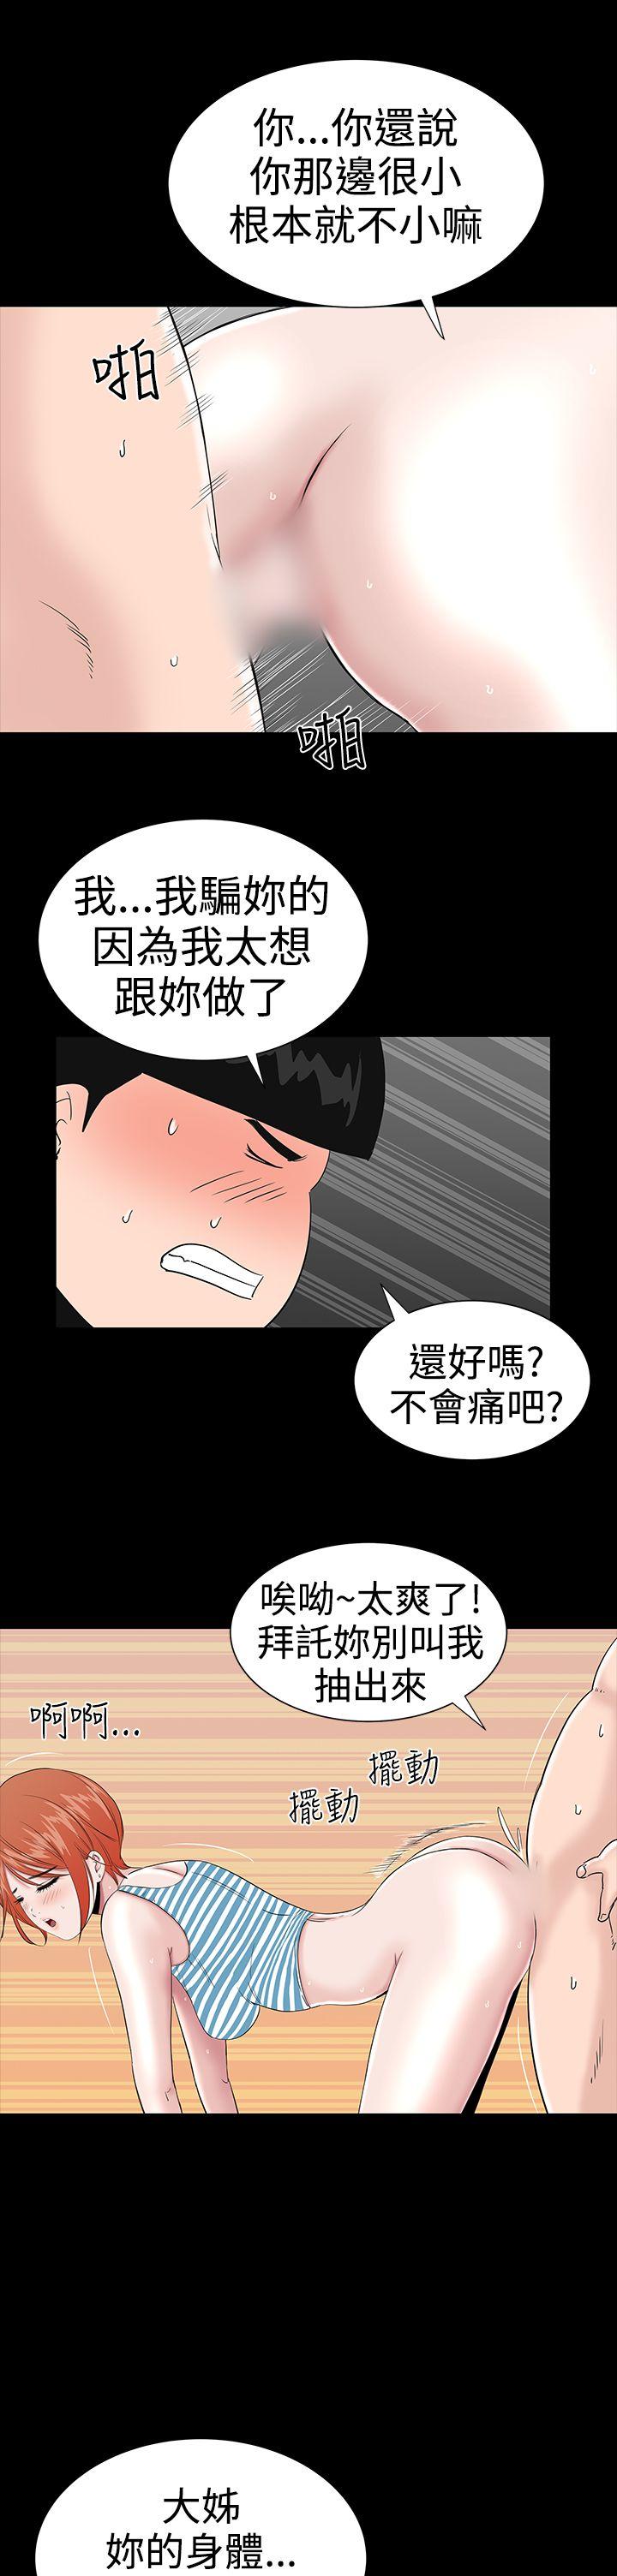 你...你還說
你那邊很小
根本就不小嘛
啪
啪
我...我騙妳的
因為我太想
跟妳做了
還好嗎?
不會痛吧?
唉呦~太爽了!
拜託妳別叫我
抽出來
啊啊...
擺動
擺動
大姊
妳的身體...